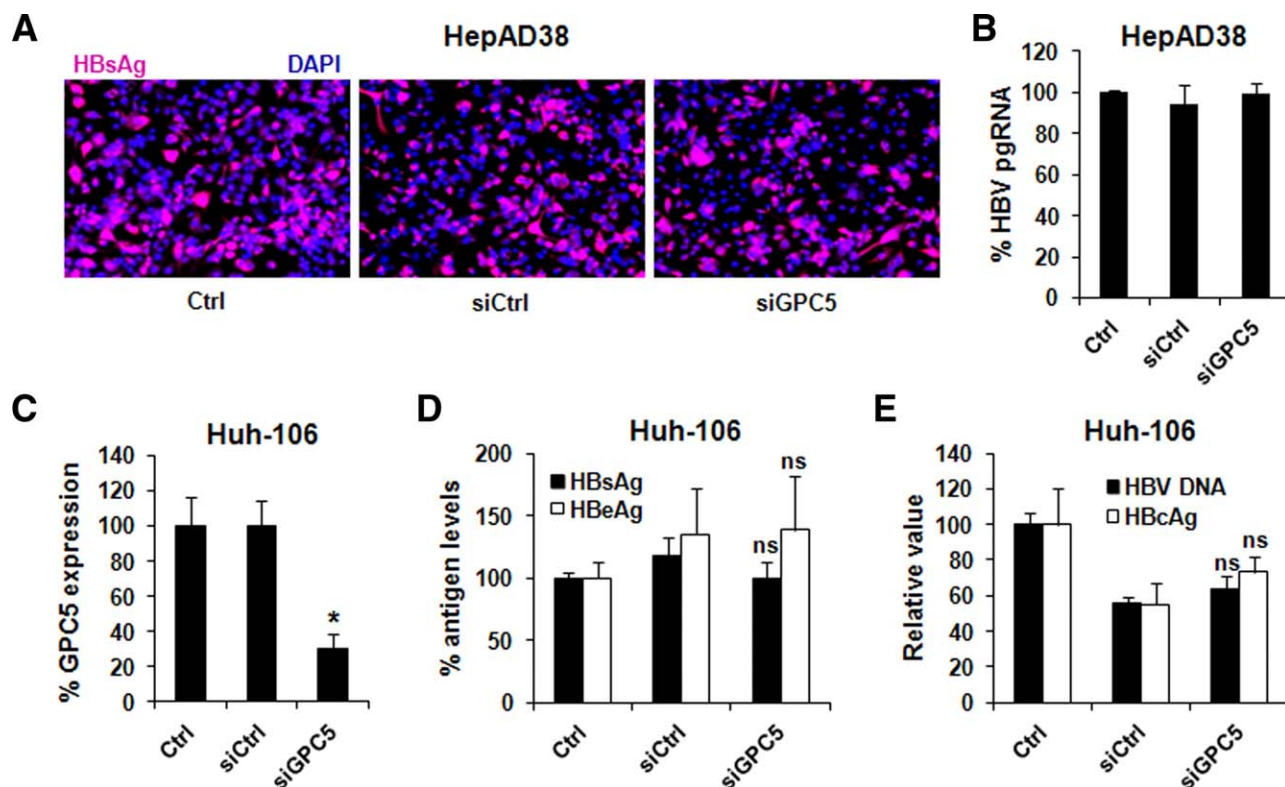 A
HepAD38
HBsAg
DAPI
Ctrl
siCtrl
siGPC5
B
HepAD38
% HBV pgRNA
120
100
80
60
40
20
0
Ctrl
siCtrl
siGPC5
C
Huh-106
% GPC5 expression
140
120
100
80
60
40
20
0
*
Ctrl
siCtrl
siGPC5
D
Huh-106
% antigen levels
200
150
100
50
0
HBsAg
HBeAg
ns
ns
Ctrl
siCtrl
siGPC5
E
Huh-106
Relative value
140
120
100
80
60
40
20
0
HBV DNA
HBcAg
ns
ns
Ctrl
siCtrl
siGPC5